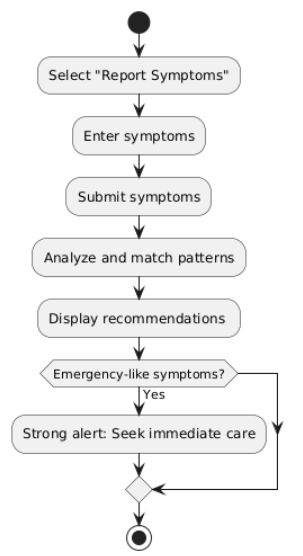 Select "Report Symptoms"
Enter symptoms
Submit symptoms
Analyze and match patterns
Display recommendations
Emergency-like symptoms?
Yes
Strong alert: Seek immediate care